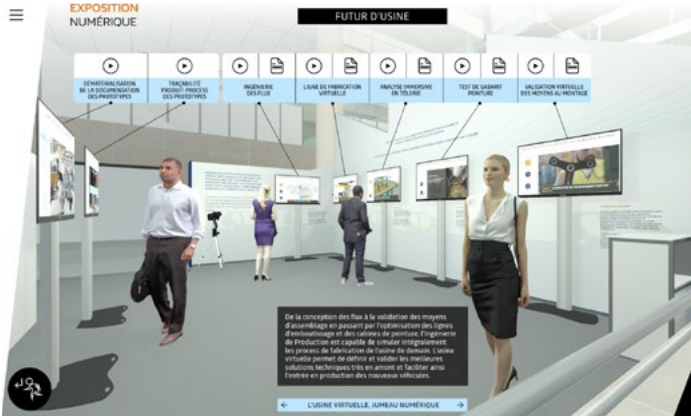 EXPOSITION
NUMÉRIQUE
FUTUR D'USINE
DÉMATÉRIALISATION
DE LA DOCUMENTATION
DES PROTOTYPES
TRAÇABILITÉ
PRODUIT-PROCESS
DES PROTOTYPES
INGÉNIERIE
DES FLUX
LIGNE DE FABRICATION
VIRTUELLE
ANALYSE IMMERSIVE
EN TÔLERIE
TEST DE GABARIT
PEINTURE
VALIDATION VIRTUELLE
DES MOYENS AU MONTAGE
De la conception des flux à la validation des moyens
d'assemblage en passant par l'optimisation des lignes
d'emboutissage et des cabines de peinture, l'Ingénierie
de Production est capable de simuler intégralement
les process de fabrication de l'usine de demain. L'usine
virtuelle permet de définir et valider les meilleures
solutions techniques très en amont et faciliter ainsi
l'entrée en production des nouveaux véhicules.
L'USINE VIRTUELLE, JUMEAU NUMÉRIQUE